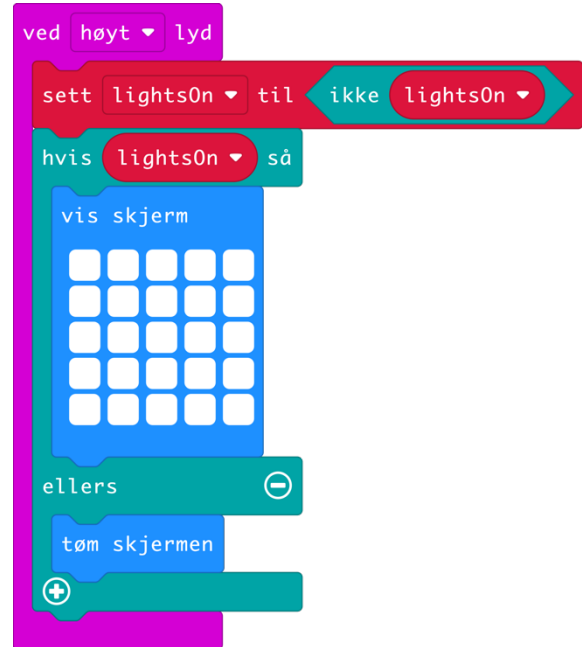 ved høyt lyd
sett lightsOn til ikke lightsOn
hvis lightsOn så
vis skjerm
ellers
tøm skjermen